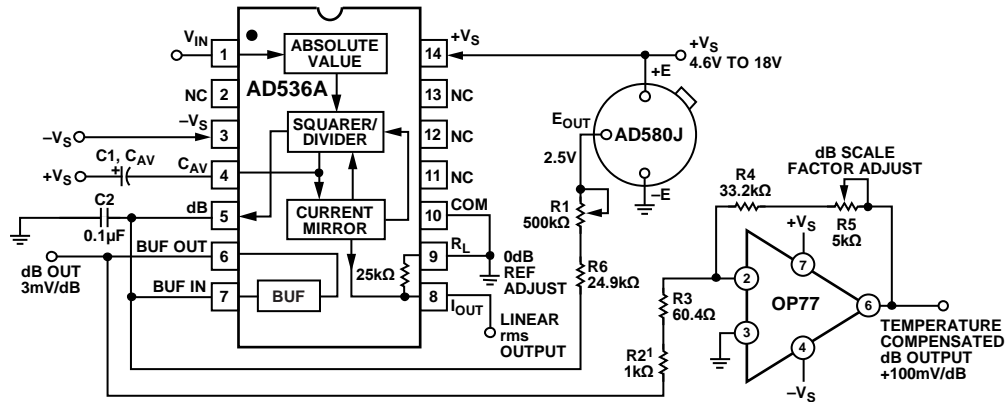 V_IN
1
ABSOLUTE
VALUE
14
+V_S
+V_S
4.6V TO 18V
+E
AD536A
NC
2
13
NC
E_OUT
AD580J
–V_S
–V_S
3
SQUARER/
DIVIDER
12
NC
2.5V
–E
C1, C_AV
+
+V_S
C_AV
4
11
NC
dB SCALE
FACTOR ADJUST
R4
33.2kΩ
R5
5kΩ
C2
0.1µF
dB
5
CURRENT
MIRROR
10
COM
R1
500kΩ
+V_S
BUF OUT
6
25kΩ
9
R_L
0dB
REF
ADJUST
R6
24.9kΩ
dB OUT
3mV/dB
BUF IN
7
BUF
8
I_OUT
LINEAR
rms
OUTPUT
R3
60.4kΩ
R2¹
1kΩ
2
3
7
OP77
4
6
–V_S
TEMPERATURE
COMPENSATED
dB OUTPUT
+100mV/dB